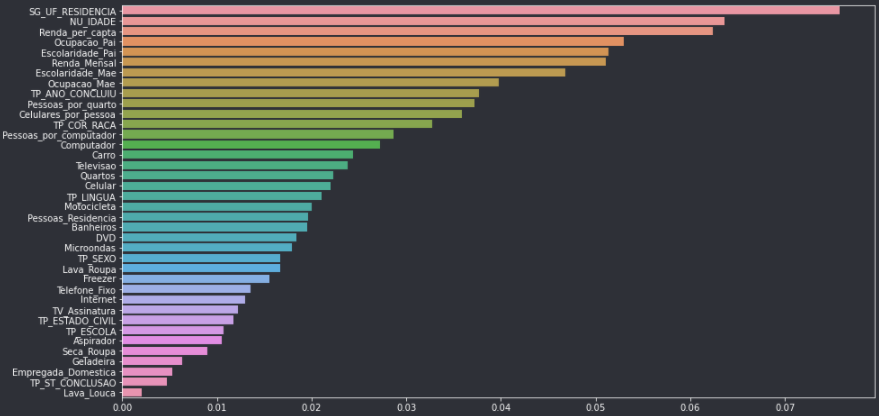 SG_UF_RESIDENCIA
NU_IDADE
Renda_per_capta
Ocupacao_Pai
Escolaridade_Pai
Renda_Mensal
Escolaridade_Mae
Ocupacao_Mae
TP_ANO_CONCLUIU
Pessoas_por_quarto
Celulares_por_pessoa
TP_COR_RACA
Pessoas_por_computador
Computador
Carro
Televisao
Quartos
Celular
TP_LINGUA
Motocicleta
Pessoas_Residencia
Banheiros
DVD
Microondas
TP_SEXO
Lava_Roupa
Freezer
Telefone_Fixo
Internet
TV_Assinatura
TP_ESTADO_CIVIL
TP_ESCOLA
Aspirador
Seca_Roupa
Geladeira
Empregada_Domestica
TP_ST_CONCLUSAO
Lava_Louca
0.00 0.01 0.02 0.03 0.04 0.05 0.06 0.07